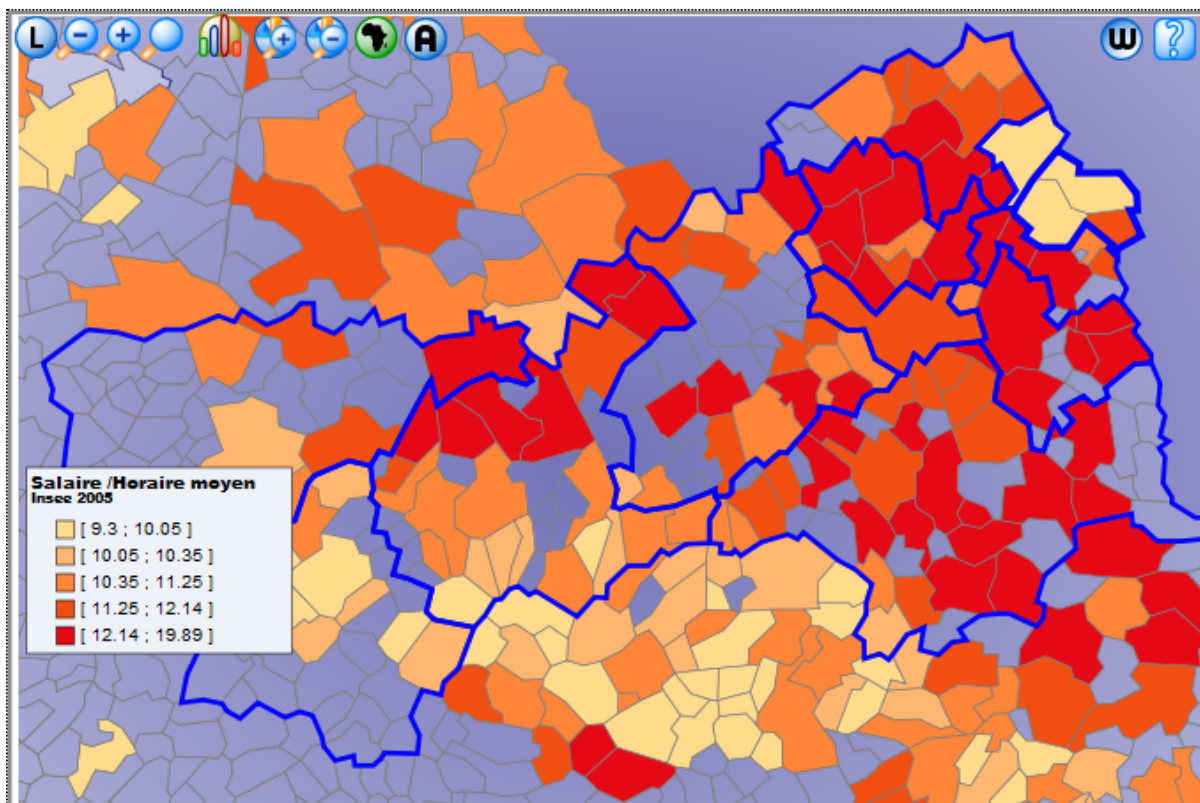 L - + + - A W ?
Salaire /Horaire moyen
Insee 2005
[ 9.3 ; 10.05 ]
[ 10.05 ; 10.35 ]
[ 10.35 ; 11.25 ]
[ 11.25 ; 12.14 ]
[ 12.14 ; 19.89 ]